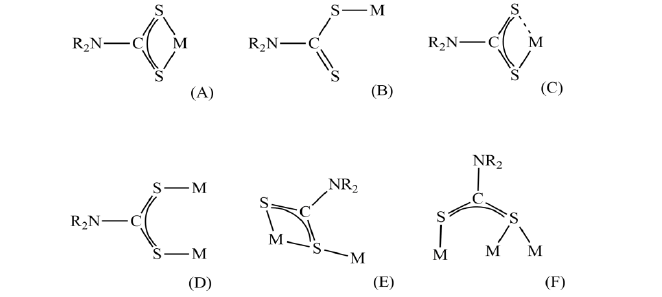 S S—M S
R₂N—C M R₂N—C R₂N—C M
S S S
(A) (B) (C)
NR₂
S—M NR₂
R₂N—C S C C
M S S
S—M S M M M M
(D) (E) (F)